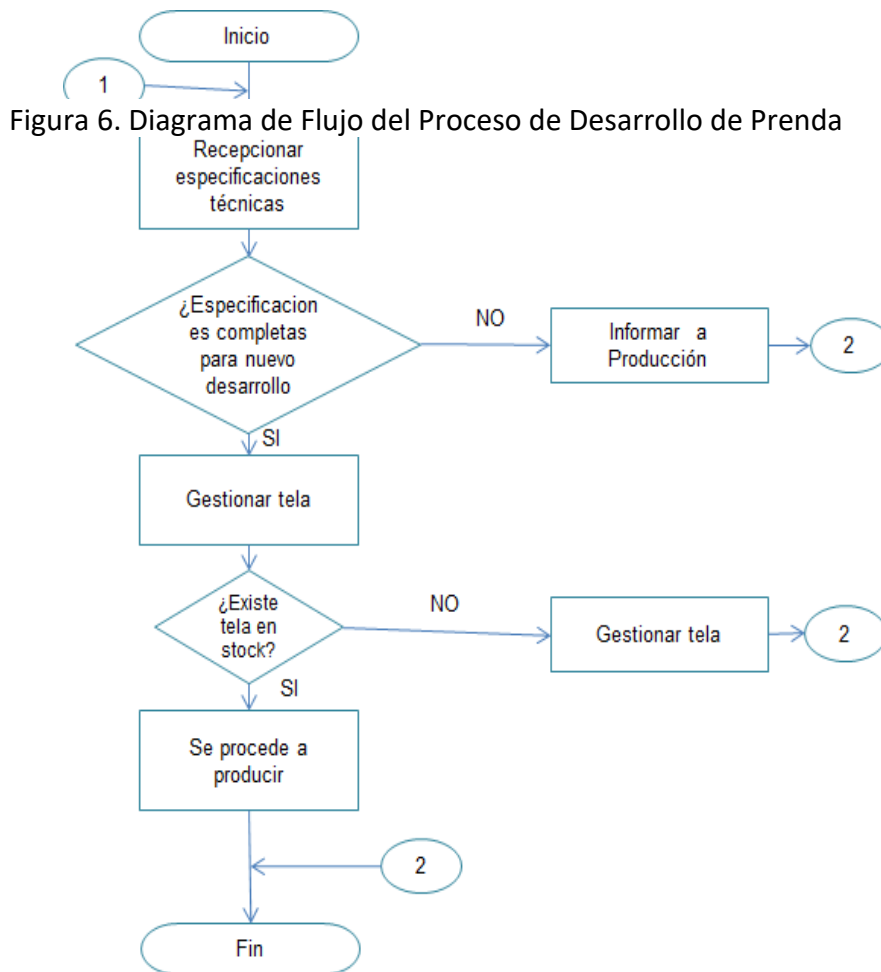 Inicio
1
Figura 6. Diagrama de Flujo del Proceso de Desarrollo de Prenda
Recepcionar
especificaciones
técnicas
¿Especificacion
es completas
para nuevo
desarrollo
NO
Informar a
Producción
2
SI
Gestionar tela
¿Existe
tela en
stock?
NO
Gestionar tela
2
SI
Se procede a
producir
2
Fin